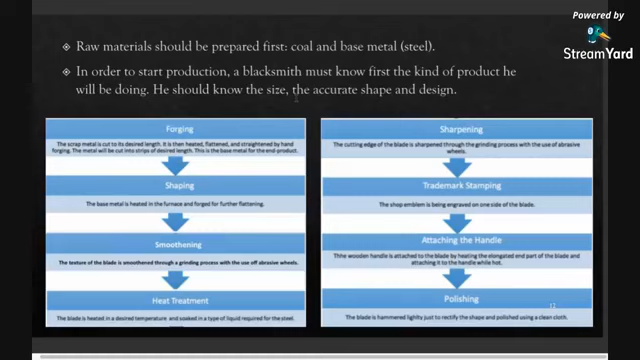 Powered by
StreamYard
Raw materials should be prepared first: coal and base metal (steel).
In order to start production, a blacksmith must know first the kind of product he
will be doing. He should know the size, the accurate shape and design.
Forging
The scrap metal is cut to its desired length. It is then heated, flattened, and straightened by hand
forging. The metal will be cut into strips of desired length. This is the base metal for the end-product.
Shaping
The base metal is heated in the furnace and forged for further flattening.
Smoothening
The texture of the blade is smoothened through a grinding process with the use off abrasive wheels.
Heat Treatment
The blade is heated in a desired temperature and soaked in a type of liquid required for the steel.
Sharpening
The cutting edge of the blade is sharpened through the grinding process with the use of abrasive
wheels.
Trademark Stamping
The shop emblem is being engraved on one side of the blade.
Attaching the Handle
Thhe wooden handle is attached to the blade by heating the elongated end part of the blade and
attaching it to the handle while hot.
Polishing
The blade is hammered lighlty just to rectify the shape and polished using a clean cloth.
12